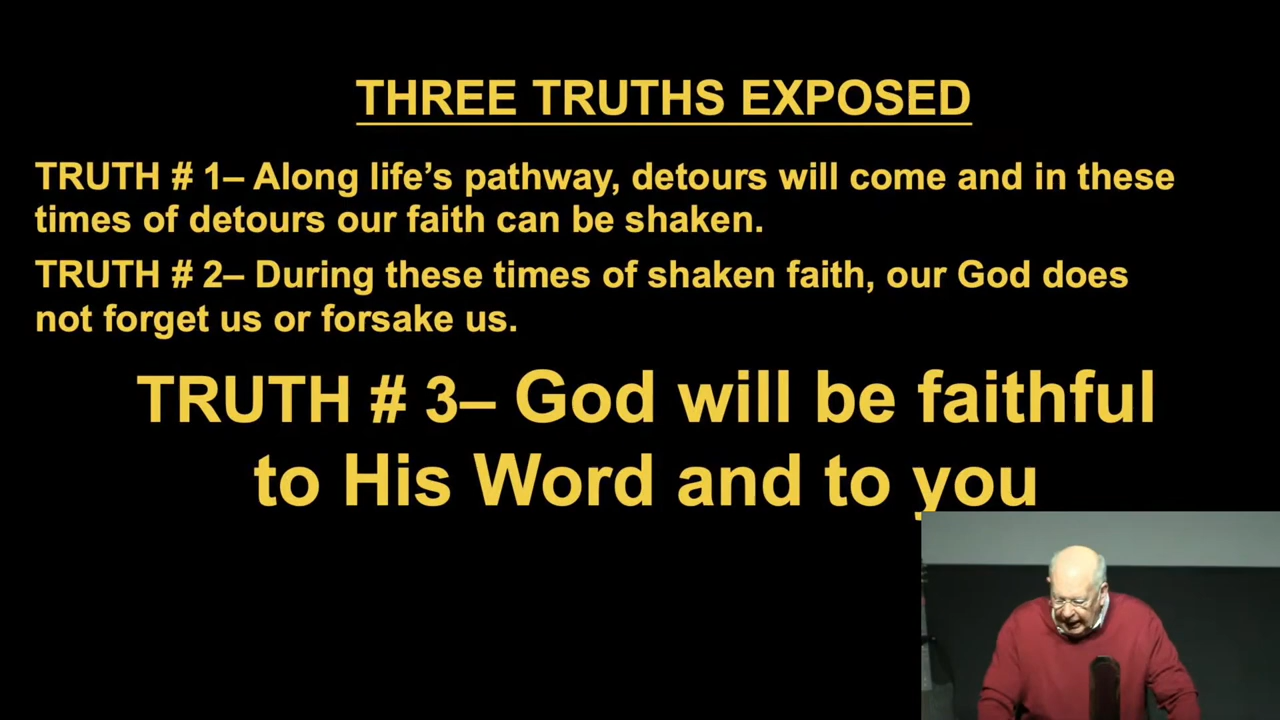 THREE TRUTHS EXPOSED
TRUTH # 1– Along life’s pathway, detours will come and in these
times of detours our faith can be shaken.
TRUTH # 2– During these times of shaken faith, our God does
not forget us or forsake us.
TRUTH # 3– God will be faithful
to His Word and to you